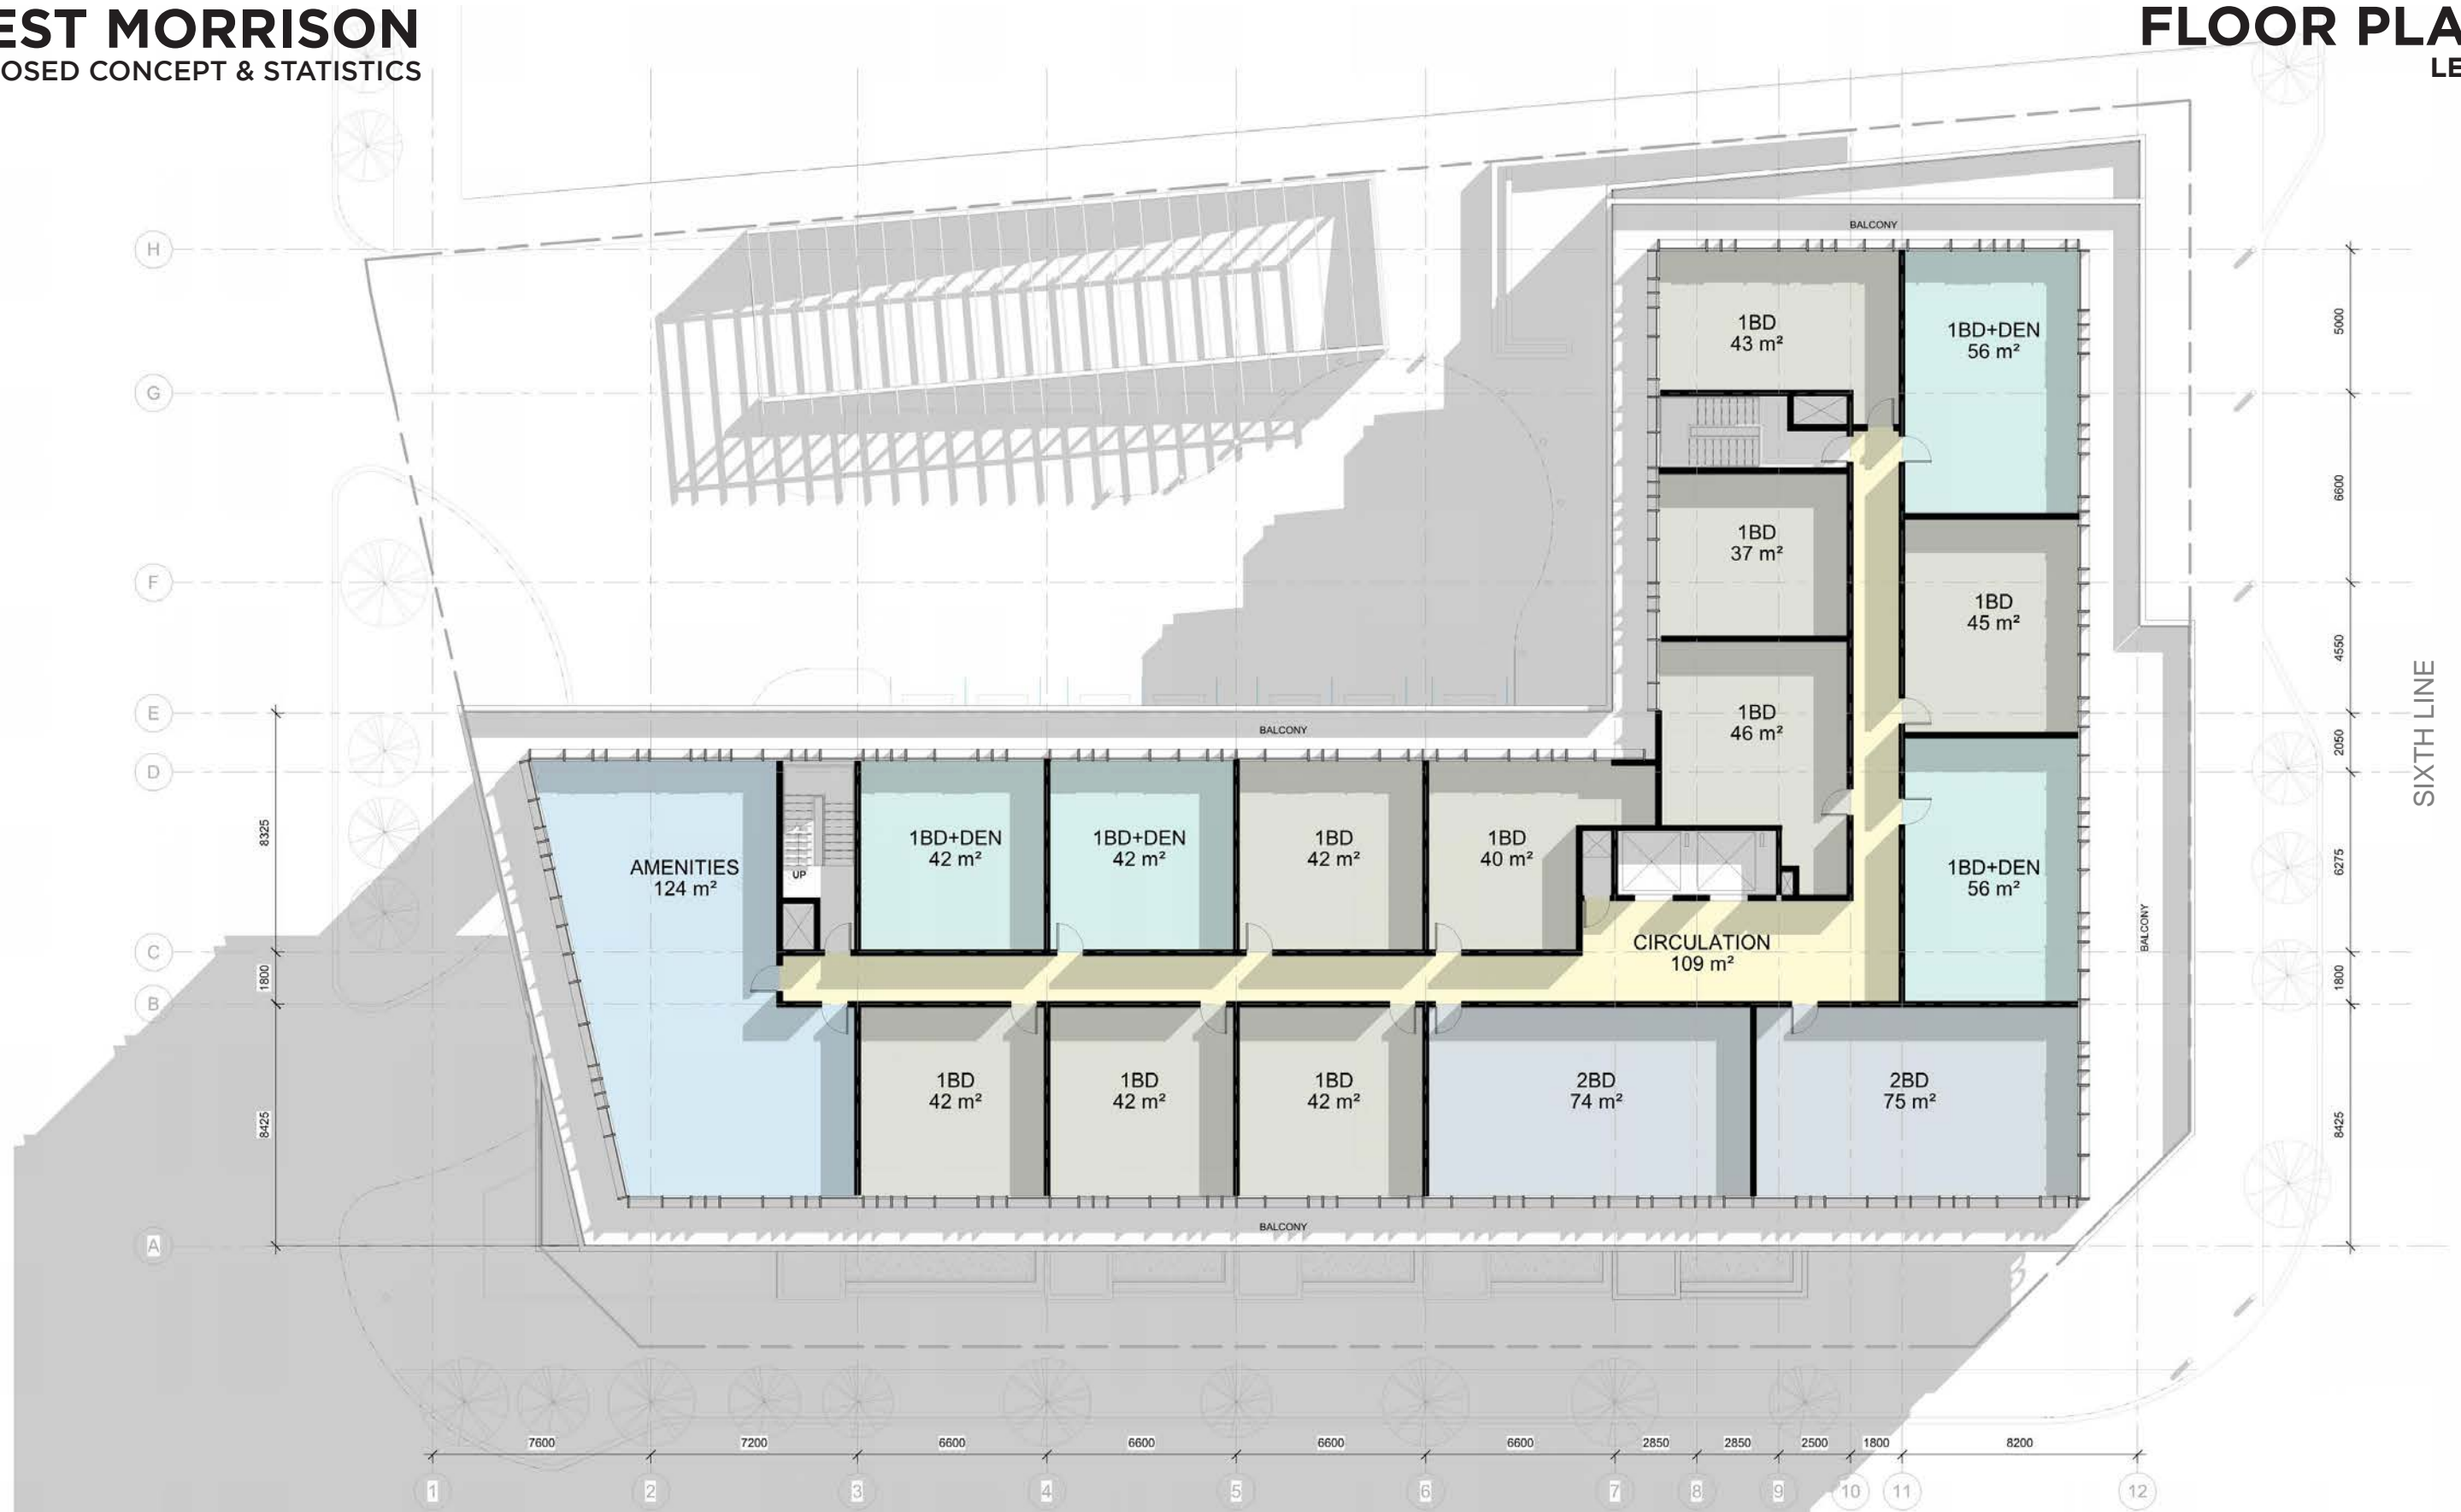 EST MORRISON
OSED CONCEPT & STATISTICS
FLOOR PLA
LE
BALCONY
H
G
F
E
D
C
B
A
5000
6600
4550
2050
6275
1800
8425
SIXTH LINE
8325
1800
8425
1BD
43 m²
1BD+DEN
56 m²
1BD
37 m²
1BD
45 m²
1BD
46 m²
BALCONY
1BD+DEN
42 m²
1BD+DEN
42 m²
1BD
42 m²
1BD
40 m²
AMENITIES
124 m²
UP
1BD+DEN
56 m²
BALCONY
CIRCULATION
109 m²
1BD
42 m²
1BD
42 m²
1BD
42 m²
2BD
74 m²
2BD
75 m²
BALCONY
7600 7200 6600 6600 6600 6600 2850 2850 2500 1800 8200
1 2 3 4 5 6 7 8 9 10 11 12